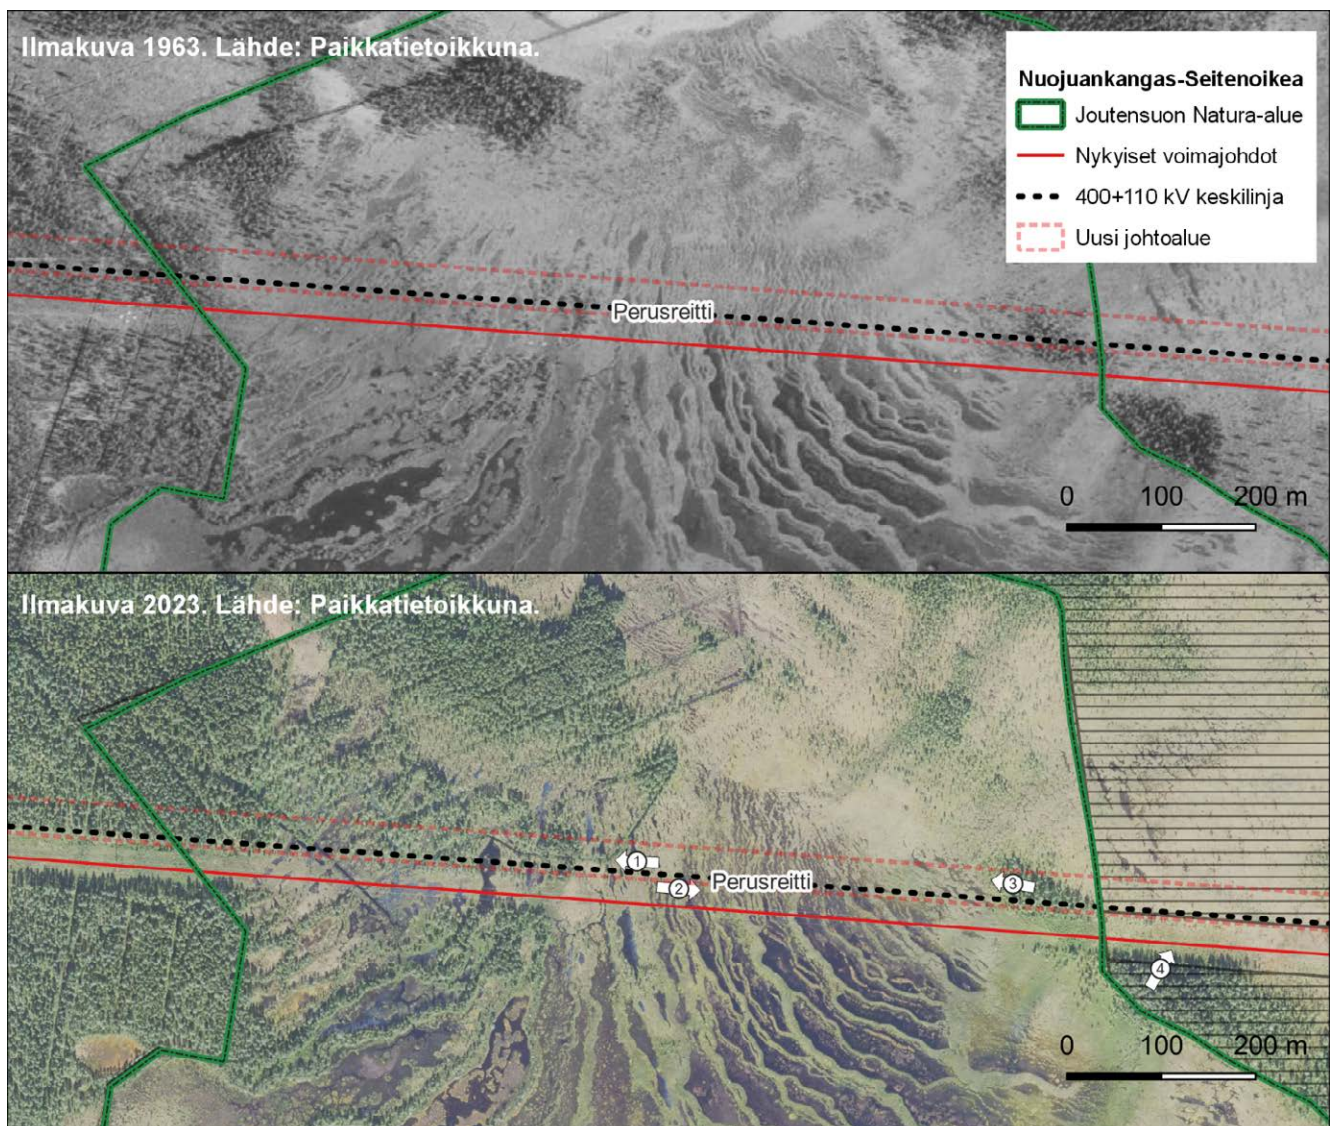 Ilmakuva 1963. Lähde: Paikkatietoikkuna.
Nuojuankangas-Seitenoikea
Joutensuon Natura-alue
Nykyiset voimajohdot
400+110 kV keskilinja
Uusi johtoalue
Perusreitti
0 100 200 m
Ilmakuva 2023. Lähde: Paikkatietoikkuna.
1
2
Perusreitti
3
4
0 100 200 m